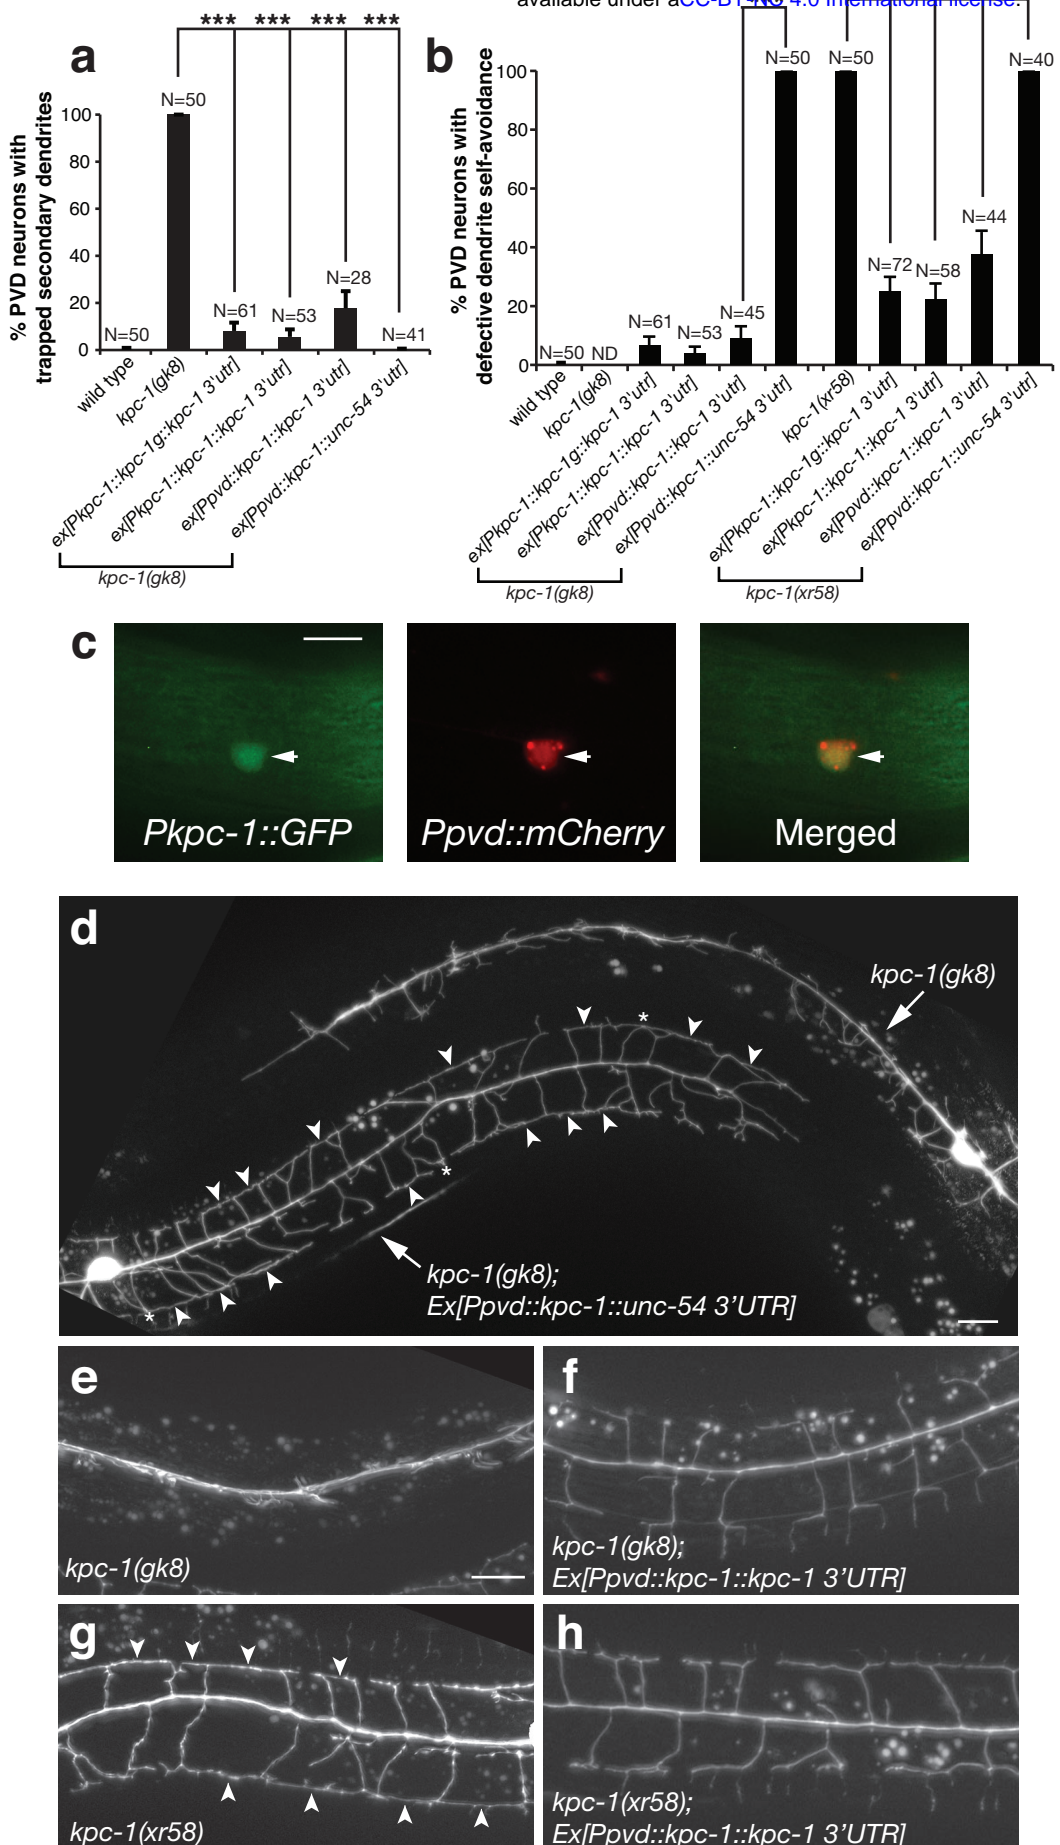 available under aCC-BY-NC 4.0 International license.
*** *** *** ***
a
% PVD neurons with
trapped secondary dendrites
100
80
60
40
20
0
N=50
N=50
N=61
N=53
N=28
N=41
wild type
kpc-1(gk8)
ex[Pkpc-1::kpc-1g::kpc-1 3'utr]
ex[Pkpc-1::kpc-1::kpc-1 3'utr]
ex[Ppvd::kpc-1::kpc-1 3'utr]
ex[Ppvd::kpc-1::unc-54 3'utr]
kpc-1(gk8)
b
% PVD neurons with
defective dendrite self-avoidance
100
80
60
40
20
0
N=50
ND
N=61
N=53
N=45
N=50
N=50
N=72
N=58
N=44
N=40
wild type
kpc-1(gk8)
ex[Pkpc-1::kpc-1g::kpc-1 3'utr]
ex[Pkpc-1::kpc-1::kpc-1 3'utr]
ex[Ppvd::kpc-1::kpc-1 3'utr]
ex[Ppvd::kpc-1::unc-54 3'utr]
kpc-1(xr58)
ex[Pkpc-1::kpc-1g::kpc-1 3'utr]
ex[Pkpc-1::kpc-1::kpc-1 3'utr]
ex[Ppvd::kpc-1::kpc-1 3'utr]
ex[Ppvd::kpc-1::unc-54 3'utr]
kpc-1(gk8)
kpc-1(xr58)
c
Pkpc-1::GFP
Ppvd::mCherry
Merged
d
kpc-1(gk8)
*
*
*
kpc-1(gk8);
Ex[Ppvd::kpc-1::unc-54 3’UTR]
e
kpc-1(gk8)
f
kpc-1(gk8);
Ex[Ppvd::kpc-1::kpc-1 3’UTR]
g
kpc-1(xr58)
h
kpc-1(xr58);
Ex[Ppvd::kpc-1::kpc-1 3’UTR]